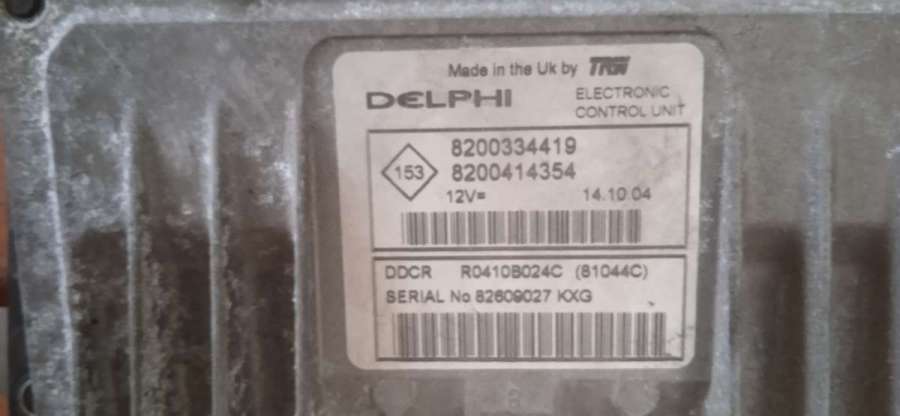 Made in the Uk by TRW
DELPHI
ELECTRONIC
CONTROL UNIT
8200334419
153
8200414354
12V=
14.10.04
DDCR R0410B024C (81044C)
SERIAL No 82609027 KXG